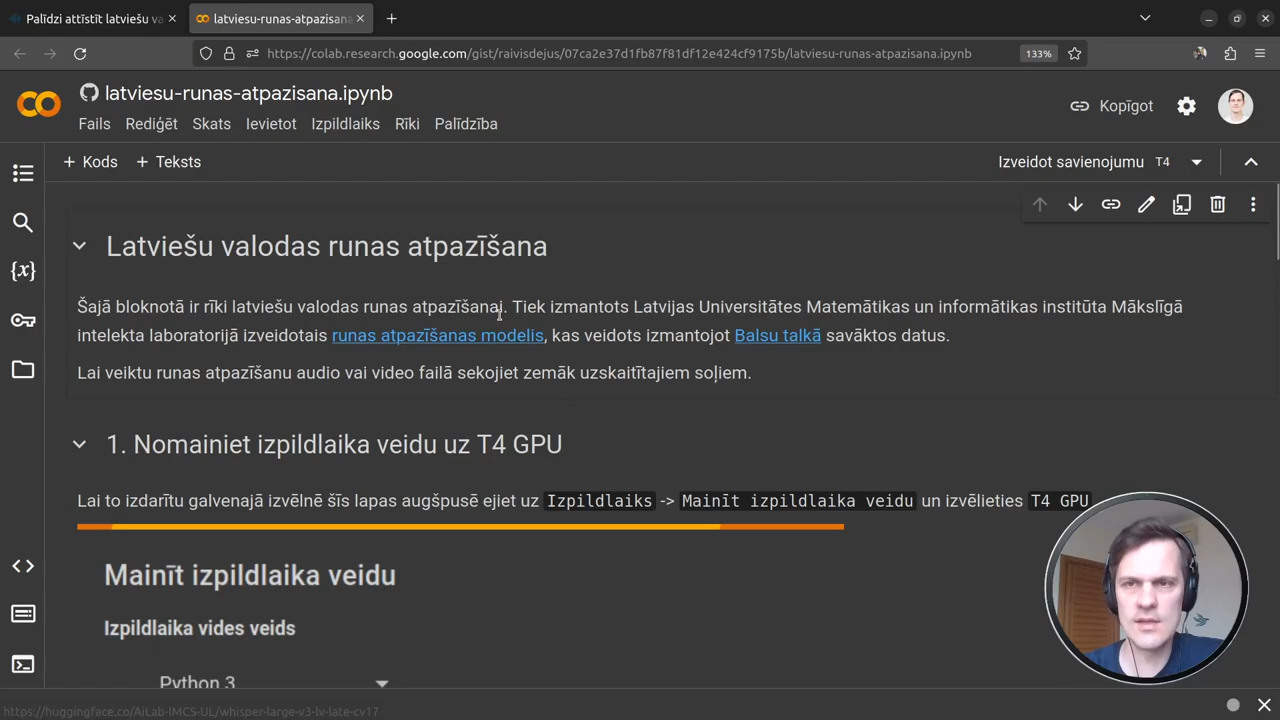 Palīdzi attīstīt latviešu va
latviesu-runas-atpazisana
https://colab.research.google.com/gist/raivisdejus/07ca2e37d1fb87f81df12e424cf9175b/latviesu-runas-atpazisana.ipynb
133%
latviesu-runas-atpazisana.ipynb
Kopīgot
Fails Rediģēt Skats Ievietot Izpildlaiks Rīki Palīdzība
+ Kods + Teksts
Izveidot savienojumu T4
Latviešu valodas runas atpazīšana
Šajā bloknotā ir rīki latviešu valodas runas atpazīšanai. Tiek izmantots Latvijas Universitātes Matemātikas un informātikas institūta Mākslīgā
intelekta laboratorijā izveidotais runas atpazīšanas modelis, kas veidots izmantojot Balsu talkā savāktos datus.
Lai veiktu runas atpazīšanu audio vai video failā sekojiet zemāk uzskaitītajiem soļiem.
1. Nomainiet izpildlaika veidu uz T4 GPU
Lai to izdarītu galvenajā izvēlnē šīs lapas augšpusē ejiet uz Izpildlaiks -> Mainīt izpildlaika veidu un izvēlieties T4 GPU
Mainīt izpildlaika veidu
Izpildlaika vides veids
Python 3
https://huggingface.co/AiLab-IMCS-UL/whisper-large-v3-lv-late-cv17